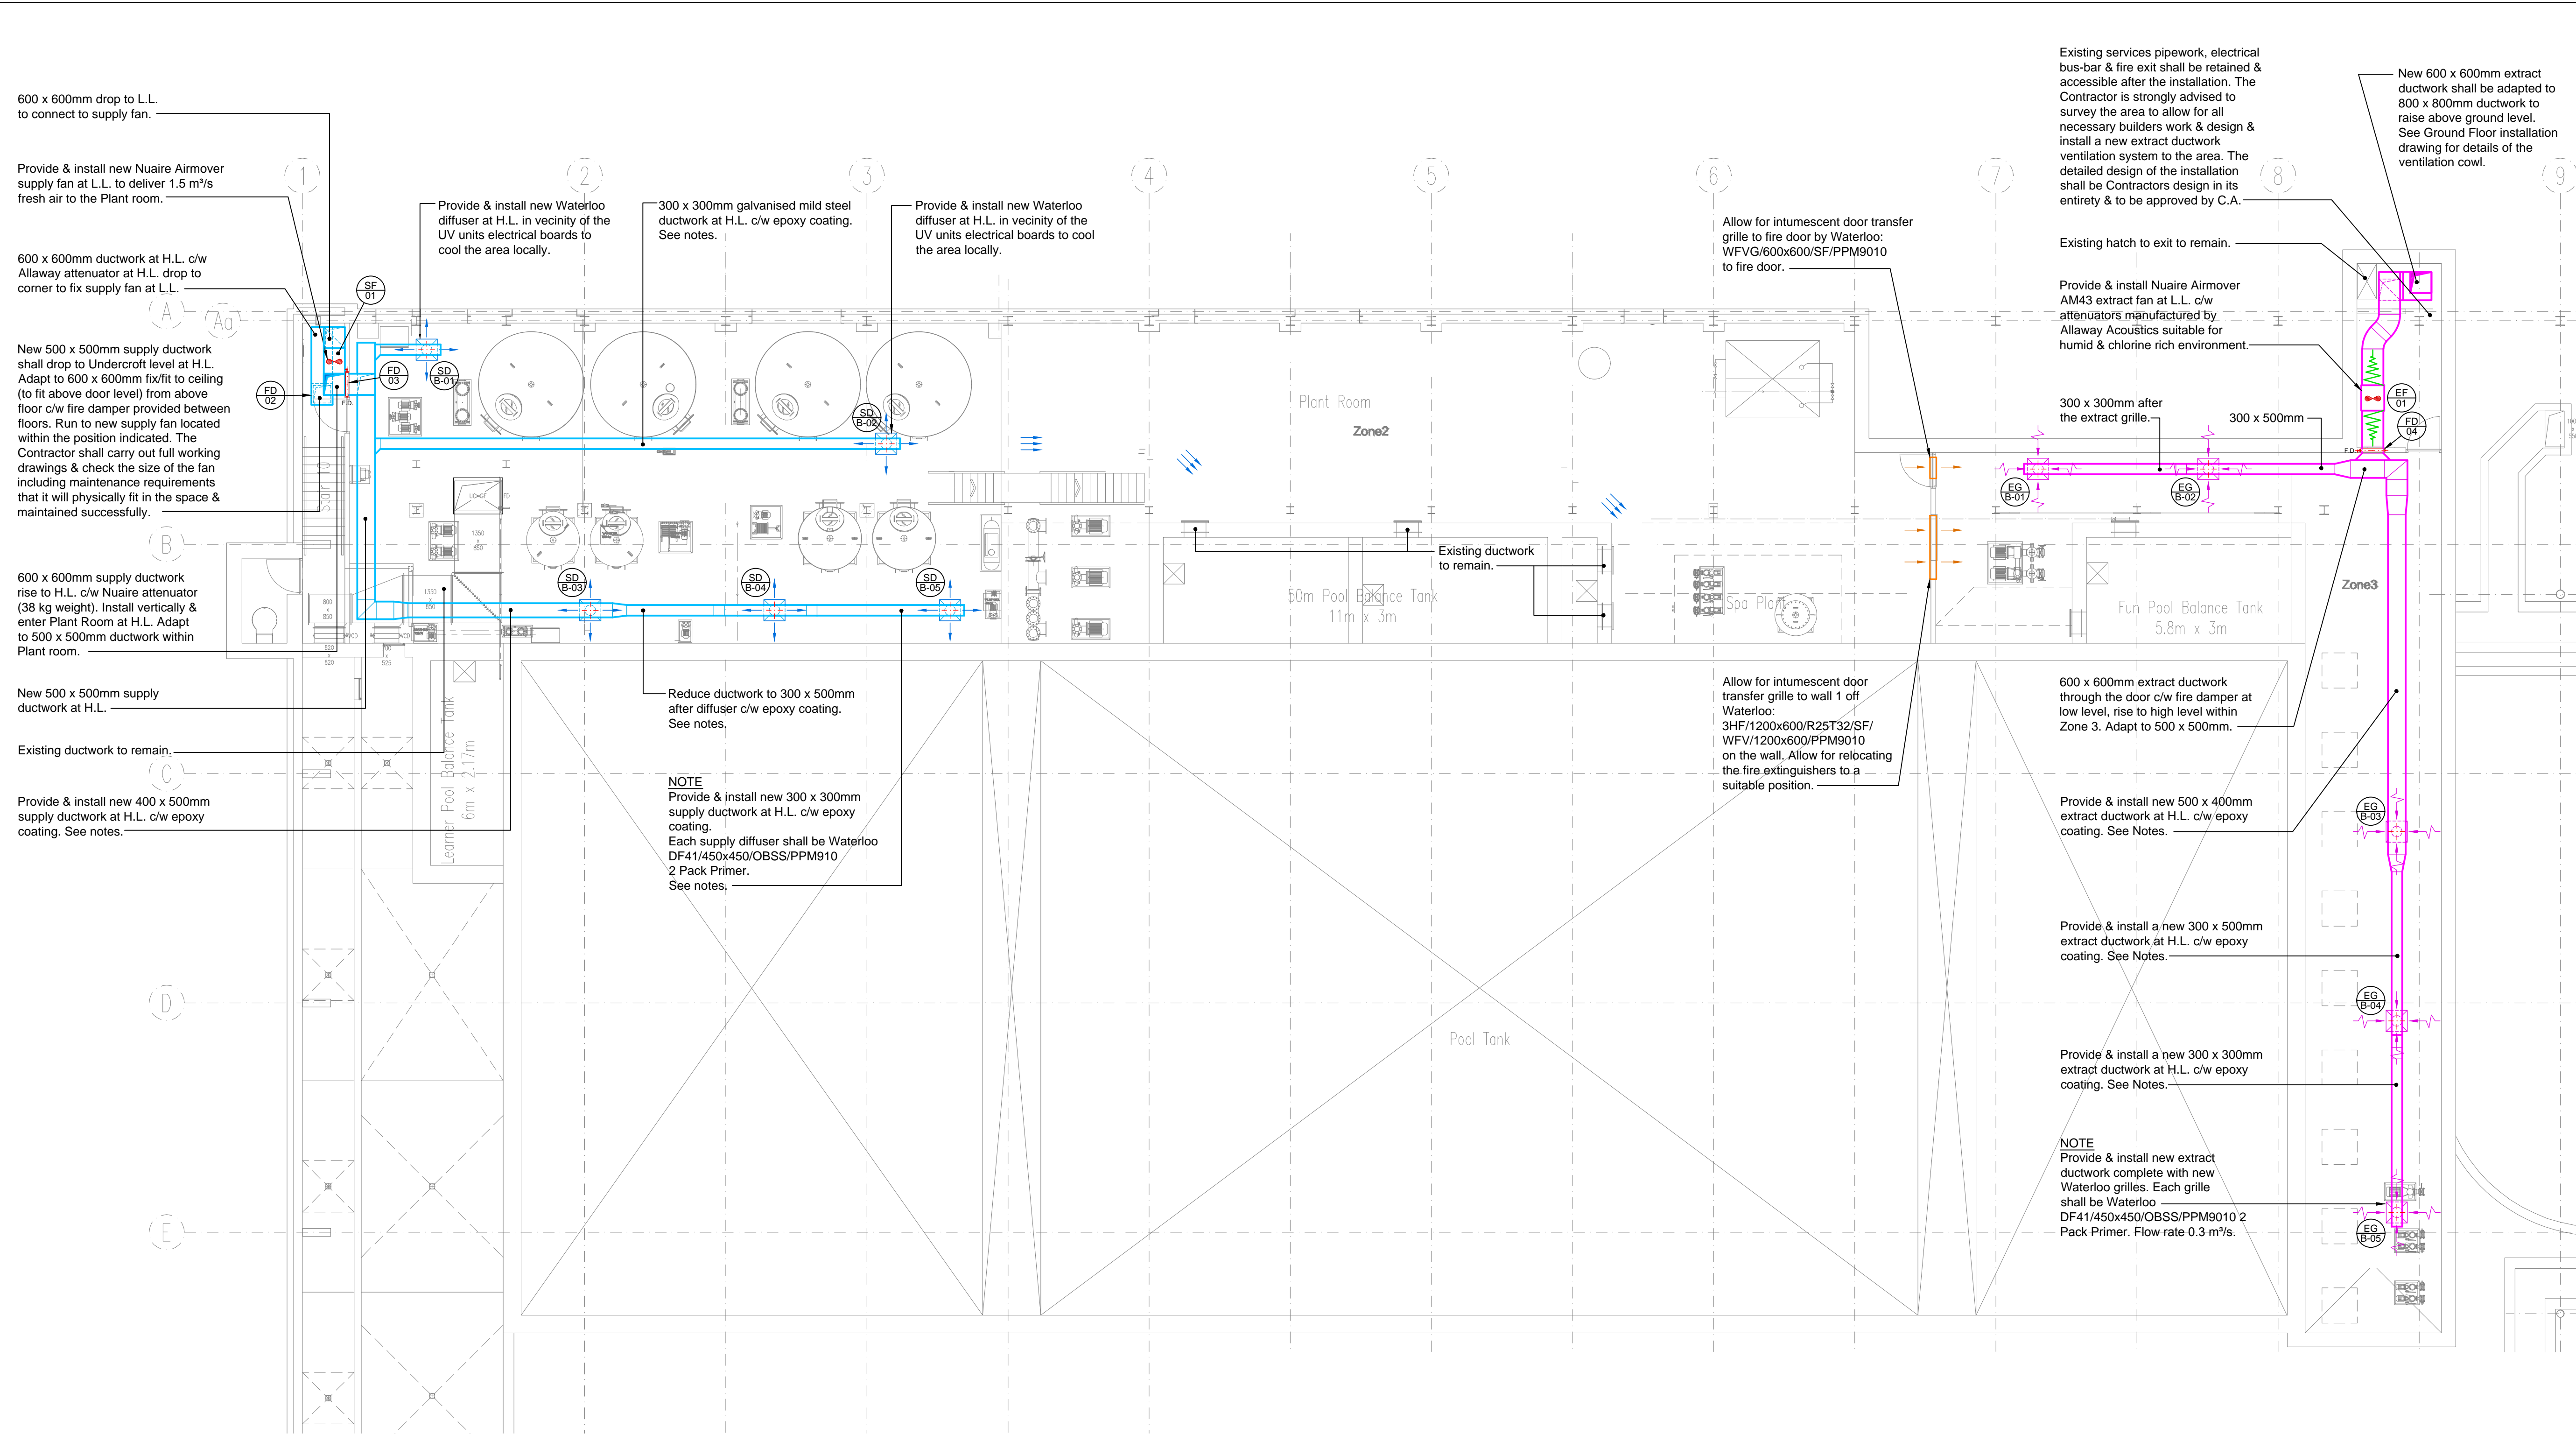 600 x 600mm drop to L.L.
to connect to supply fan.
Provide & install new Nuaire Airmover
supply fan at L.L. to deliver 1.5 m³/s
fresh air to the Plant room.
600 x 600mm ductwork at H.L. c/w
Allaway attenuator at H.L. drop to
corner to fix supply fan at L.L.
New 500 x 500mm supply ductwork
shall drop to Undercroft level at H.L.
Adapt to 600 x 600mm fix/fit to ceiling
(to fit above door level) from above
floor c/w fire damper provided between
floors. Run to new supply fan located
within the position indicated. The
Contractor shall carry out full working
drawings & check the size of the fan
including maintenance requirements
that it will physically fit in the space &
maintained successfully.
600 x 600mm supply ductwork
rise to H.L. c/w Nuaire attenuator
(38 kg weight). Install vertically &
enter Plant Room at H.L. Adapt
to 500 x 500mm ductwork within
Plant room.
New 500 x 500mm supply
ductwork at H.L.
Existing ductwork to remain.
Provide & install new 400 x 500mm
supply ductwork at H.L. c/w epoxy
coating. See notes.
1
2
3
4
5
6
7
8
9
A
Aa
B
C
D
E
Provide & install new Waterloo
diffuser at H.L. in vecinity of the
UV units electrical boards to
cool the area locally.
300 x 300mm galvanised mild steel
ductwork at H.L. c/w epoxy coating.
See notes.
Provide & install new Waterloo
diffuser at H.L. in vecinity of the
UV units electrical boards to cool
the area locally.
SF
01
FD
02
FD
03
F.D.
SD
B-01
SD
B-02
SD
B-03
SD
B-04
SD
B-05
UC-GF
FD
1350
x
850
1350
x
850
800
x
850
VCD
VCD
820
x
820
700
x
525
Learner Pool Balance Tank
6m x 2.17m
Reduce ductwork to 300 x 500mm
after diffuser c/w epoxy coating.
See notes.
NOTE
Provide & install new 300 x 300mm
supply ductwork at H.L. c/w epoxy
coating.
Each supply diffuser shall be Waterloo
DF41/450x450/OBSS/PPM910
2 Pack Primer.
See notes.
Plant Room
Zone2
50m Pool Balance Tank
11m x 3m
Existing ductwork
to remain.
Spa Plant
Pool Tank
Allow for intumescent door transfer
grille to fire door by Waterloo:
WFVG/600x600/SF/PPM9010
to fire door.
Allow for intumescent door
transfer grille to wall 1 off
Waterloo:
3HF/1200x600/R25T32/SF/
WFV/1200x600/PPM9010
on the wall. Allow for relocating
the fire extinguishers to a
suitable position.
Existing services pipework, electrical
bus-bar & fire exit shall be retained &
accessible after the installation. The
Contractor is strongly advised to
survey the area to allow for all
necessary builders work & design &
install a new extract ductwork
ventilation system to the area. The
detailed design of the installation
shall be Contractors design in its
entirety & to be approved by C.A.
Existing hatch to exit to remain.
Provide & install Nuaire Airmover
AM43 extract fan at L.L. c/w
attenuators manufactured by
Allaway Acoustics suitable for
humid & chlorine rich environment.
300 x 300mm after
the extract grille.
300 x 500mm
New 600 x 600mm extract
ductwork shall be adapted to
800 x 800mm ductwork to
raise above ground level.
See Ground Floor installation
drawing for details of the
ventilation cowl.
EF
01
FD
04
F.D.
EG
B-01
EG
B-02
Zone3
Fun Pool Balance Tank
5.8m x 3m
600 x 600mm extract ductwork
through the door c/w fire damper at
low level, rise to high level within
Zone 3. Adapt to 500 x 500mm.
Provide & install new 500 x 400mm
extract ductwork at H.L. c/w epoxy
coating. See Notes.
EG
B-03
Provide & install a new 300 x 500mm
extract ductwork at H.L. c/w epoxy
coating. See Notes.
EG
B-04
Provide & install a new 300 x 300mm
extract ductwork at H.L. c/w epoxy
coating. See Notes.
NOTE
Provide & install new extract
ductwork complete with new
Waterloo grilles. Each grille
shall be Waterloo
DF41/450x450/OBSS/PPM9010 2
Pack Primer. Flow rate 0.3 m³/s.
EG
B-05